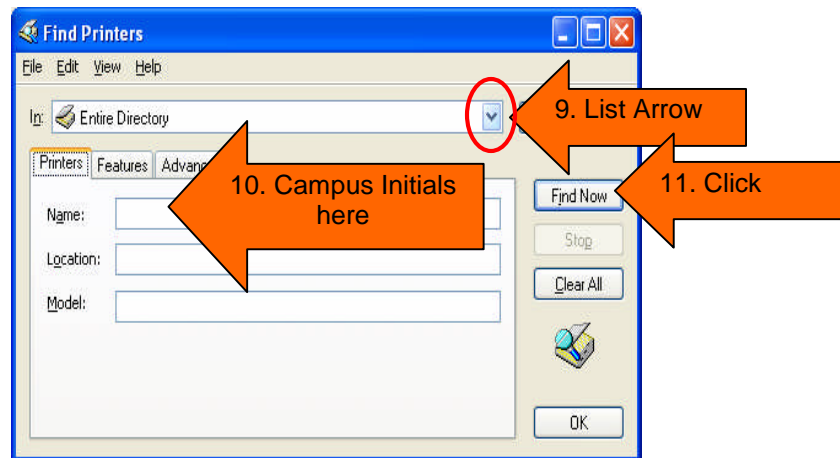 Find Printers
File Edit View Help
In: Entire Directory
9. List Arrow
Printers Features Advan
10. Campus Initials
here
11. Click
Find Now
Name:
Stop
Location:
Clear All
Model:
OK